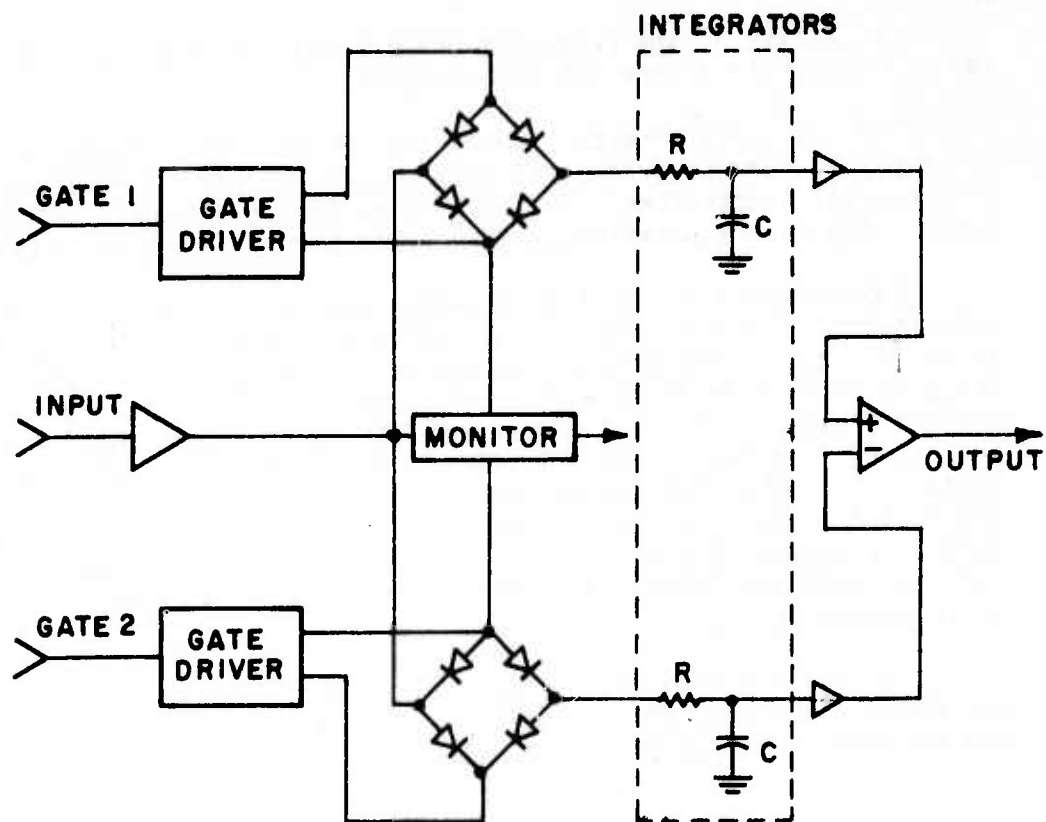 INTEGRATORS
R
GATE 1
GATE
DRIVER
C
INPUT
MONITOR
+
−
OUTPUT
GATE 2
GATE
DRIVER
R
C